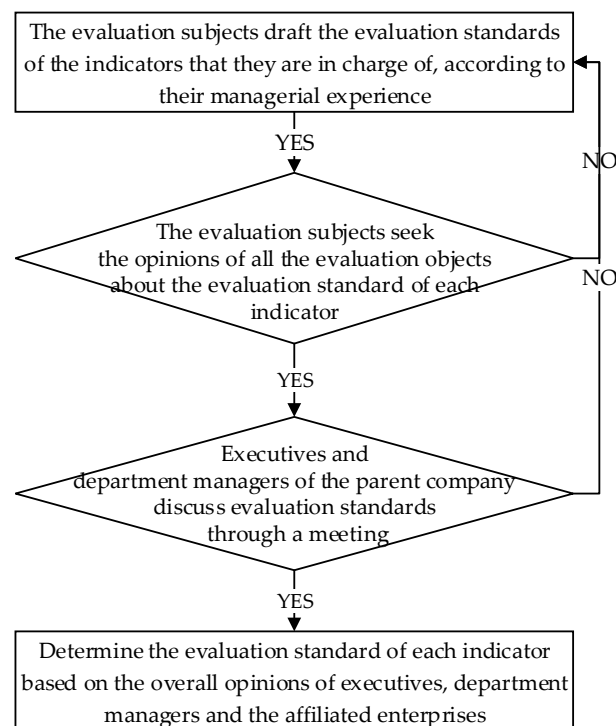 The evaluation subjects draft the evaluation standards
of the indicators that they are in charge of, according to
their managerial experience
YES
NO
The evaluation subjects seek
the opinions of all the evaluation objects
about the evaluation standard of each
indicator
NO
YES
Executives and
department managers of the parent company
discuss evaluation standards
through a meeting
YES
Determine the evaluation standard of each indicator
based on the overall opinions of executives, department
managers and the affiliated enterprises